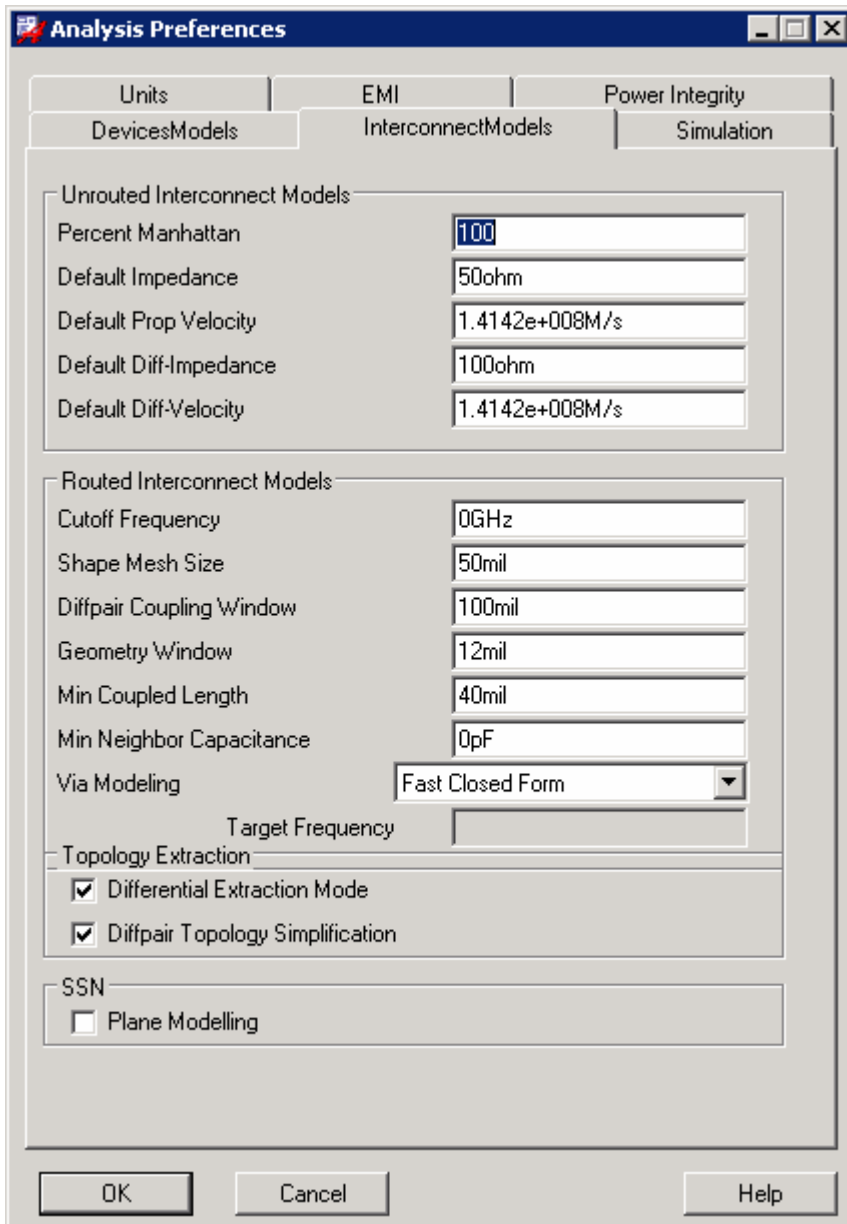 Analysis Preferences
Units EMI Power Integrity
DevicesModels InterconnectModels Simulation
Unrouted Interconnect Models
Percent Manhattan 100
Default Impedance 50ohm
Default Prop Velocity 1.4142e+008M/s
Default Diff-Impedance 100ohm
Default Diff-Velocity 1.4142e+008M/s
Routed Interconnect Models
Cutoff Frequency 0GHz
Shape Mesh Size 50mil
Diffpair Coupling Window 100mil
Geometry Window 12mil
Min Coupled Length 40mil
Min Neighbor Capacitance 0pF
Via Modeling Fast Closed Form
Target Frequency
Topology Extraction
Differential Extraction Mode
Diffpair Topology Simplification
SSN
Plane Modelling
OK Cancel Help